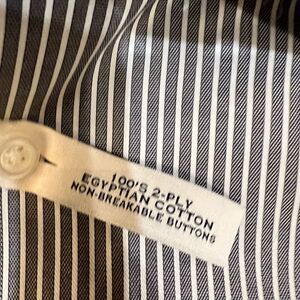 100'S 2-PLY
EGYPTIAN COTTON
NON-BREAKABLE BUTTONS